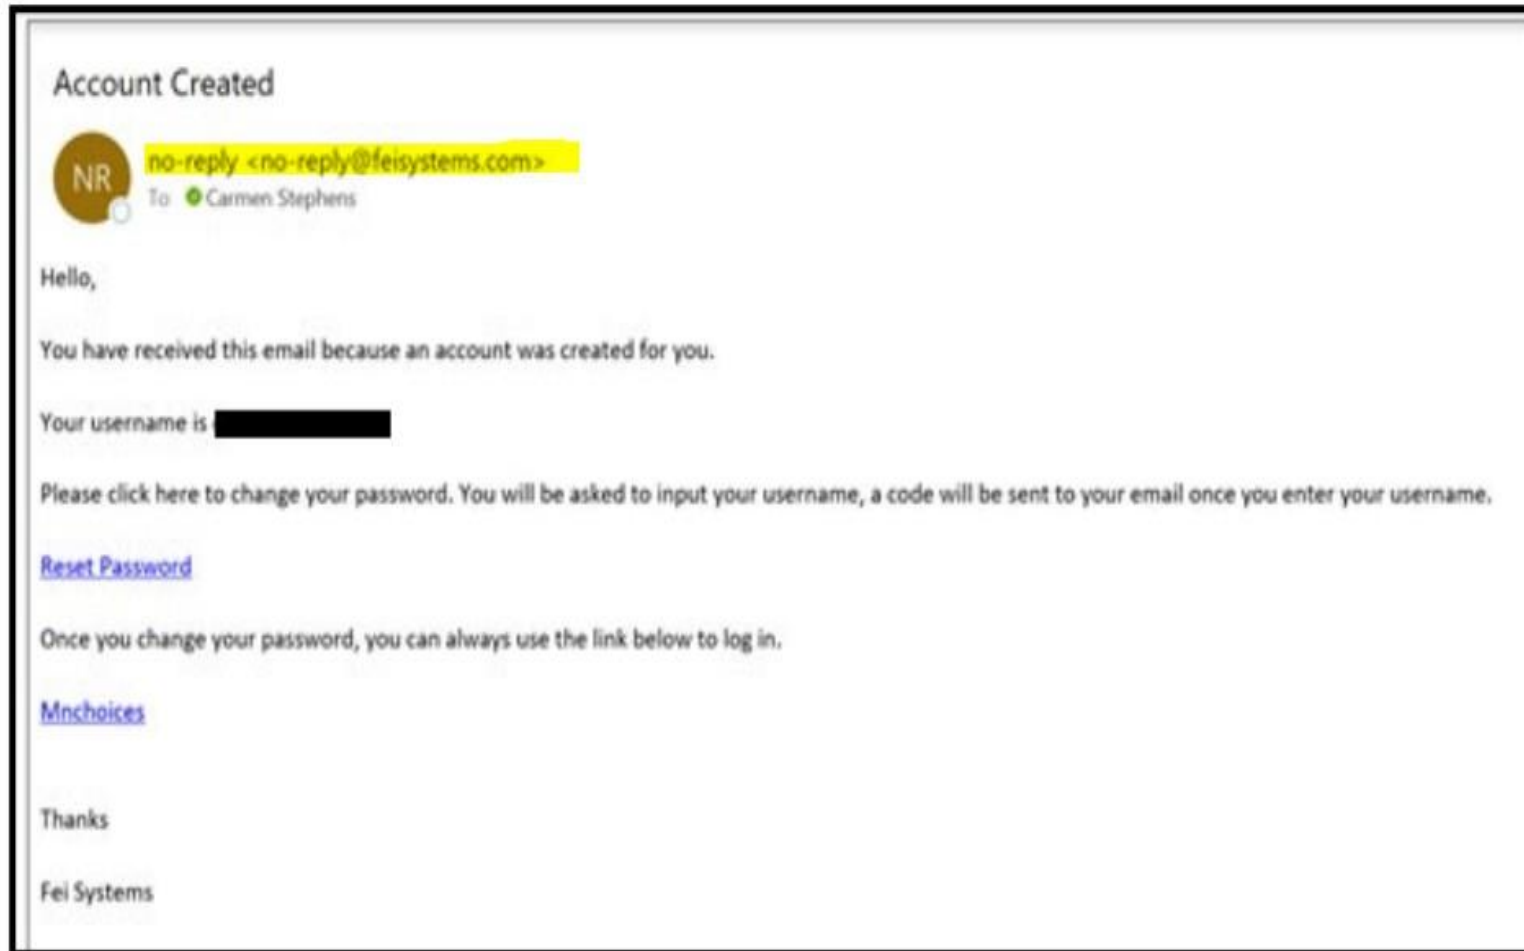 Account Created
NR
no-reply <no-reply@feisystems.com>
To Carmen Stephens
Hello,
You have received this email because an account was created for you.
Your username is
Please click here to change your password. You will be asked to input your username, a code will be sent to your email once you enter your username.
Reset Password
Once you change your password, you can always use the link below to log in.
Mnchoices
Thanks
Fei Systems